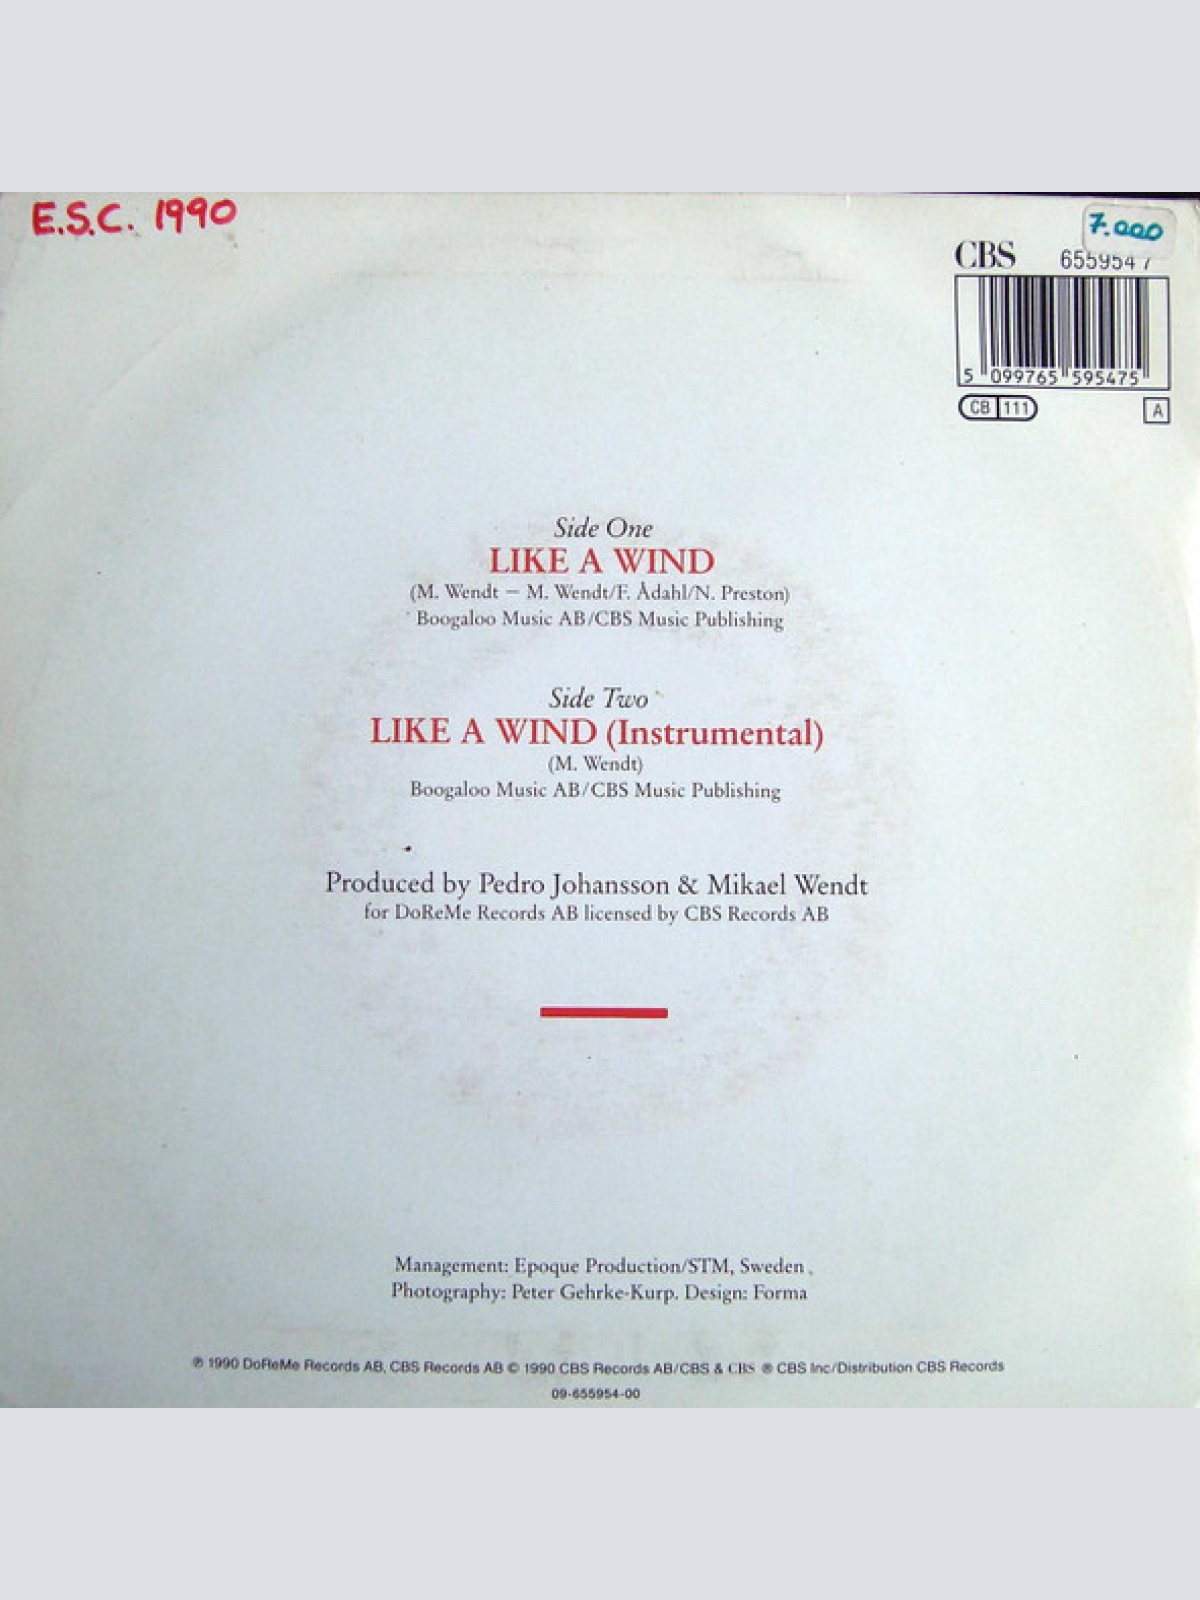 E.S.C. 1990
7.000
CBS 655954 7
5 099765 595475
CB 111
A
Side One
LIKE A WIND
(M. Wendt – M. Wendt/F. Ådahl/N. Preston)
Boogaloo Music AB/CBS Music Publishing
Side Two
LIKE A WIND (Instrumental)
(M. Wendt)
Boogaloo Music AB/CBS Music Publishing
Produced by Pedro Johansson & Mikael Wendt
for DoReMe Records AB licensed by CBS Records AB
Management: Epoque Production/STM, Sweden
Photography: Peter Gehrke-Kurp. Design: Forma
℗ 1990 DoReMe Records AB, CBS Records AB © 1990 CBS Records AB/CBS & CBS ® CBS Inc/Distribution CBS Records
09-655954-00